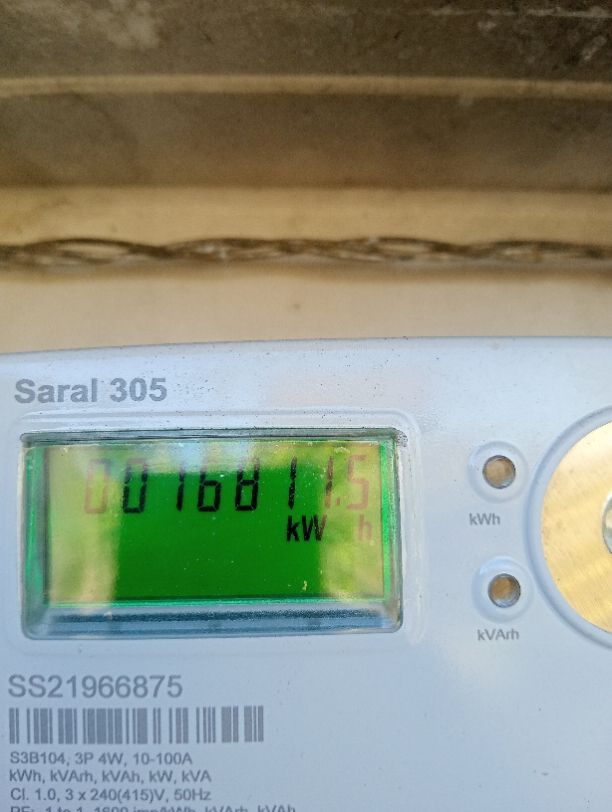 Saral 305
0016811.5
kW h
kWh
kVArh
SS21966875
S3B104, 3P 4W, 10-100A
kWh, kVArh, kVAh, kW, kVA
Cl. 1.0, 3 x 240(415)V, 50Hz